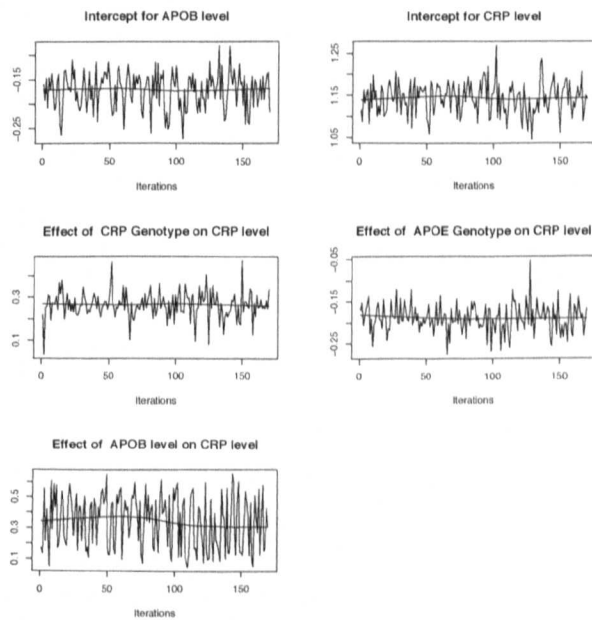 Intercept for APOB level
-0.15
-0.25
0 50 100 150
Iterations
Intercept for CRP level
1.25
1.15
1.05
0 50 100 150
Iterations
Effect of CRP Genotype on CRP level
0.3
0.1
0 50 100 150
Iterations
Effect of APOE Genotype on CRP level
-0.05
-0.15
-0.25
0 50 100 150
Iterations
Effect of APOB level on CRP level
0.5
0.3
0.1
0 50 100 150
Iterations